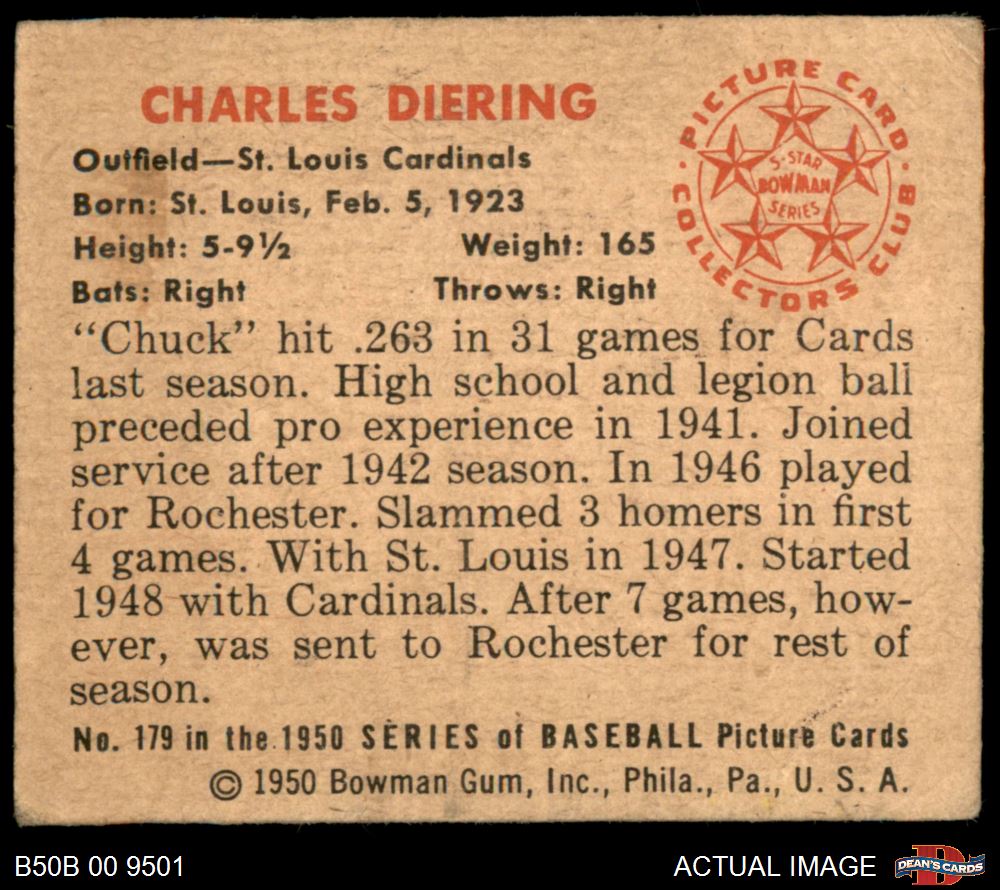 CHARLES DIERING
Outfield—St. Louis Cardinals
Born: St. Louis, Feb. 5, 1923
Height: 5-9½ Weight: 165
Bats: Right Throws: Right
PICTURE CARD
COLLECTORS CLUB
5-STAR
BOWMAN
SERIES
"Chuck" hit .263 in 31 games for Cards
last season. High school and legion ball
preceded pro experience in 1941. Joined
service after 1942 season. In 1946 played
for Rochester. Slammed 3 homers in first
4 games. With St. Louis in 1947. Started
1948 with Cardinals. After 7 games, how-
ever, was sent to Rochester for rest of
season.
No. 179 in the 1950 SERIES of BASEBALL Picture Cards
© 1950 Bowman Gum, Inc., Phila., Pa., U. S. A.
B50B 00 9501
ACTUAL IMAGE
D
DEAN'S CARDS